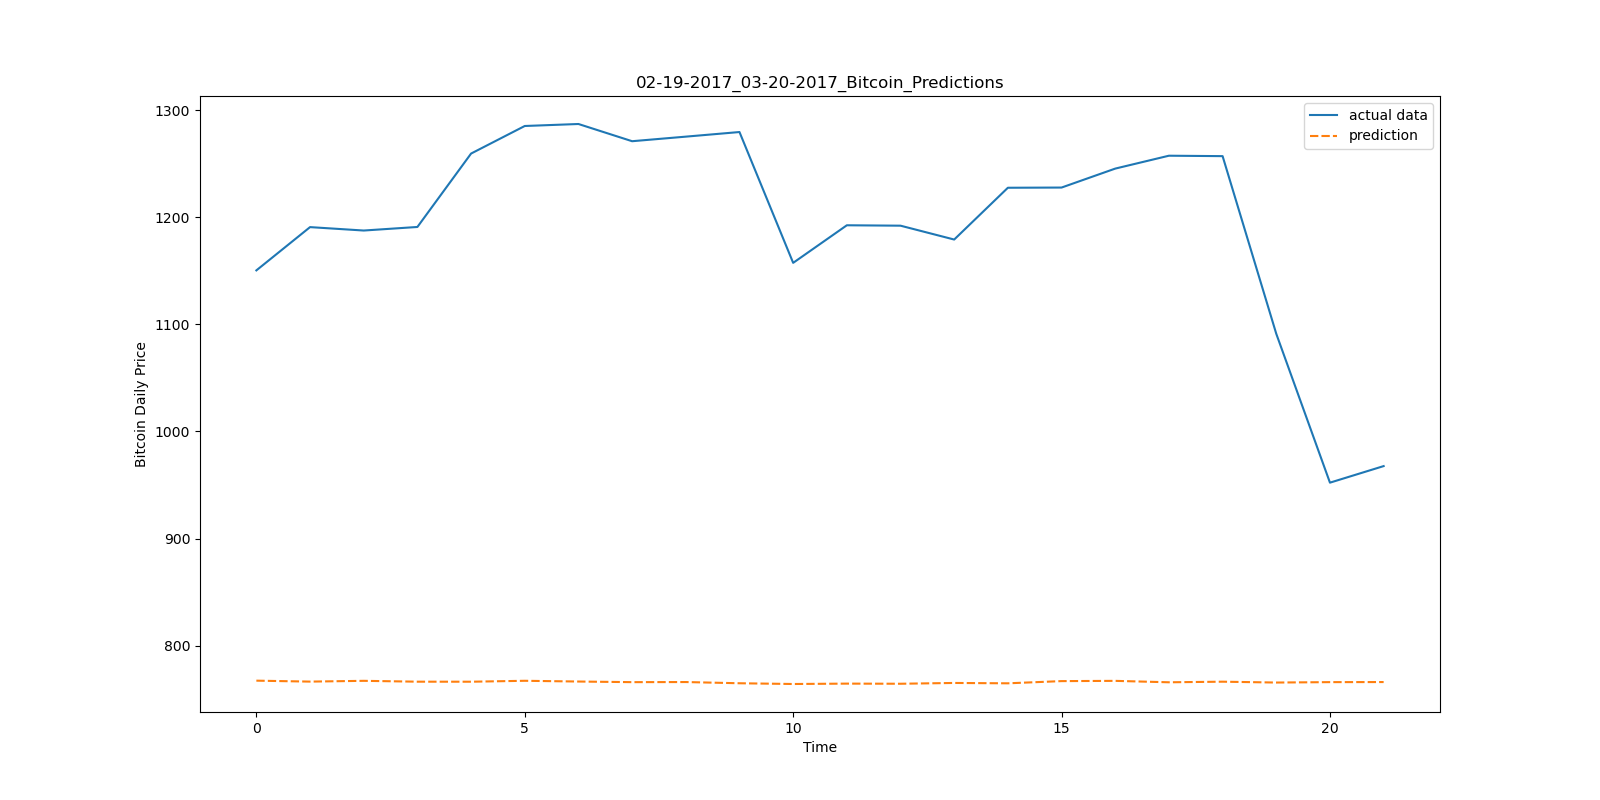 02-19-2017_03-20-2017_Bitcoin_Predictions
actual data
prediction
Bitcoin Daily Price
1300
1200
1100
1000
900
800
0 5 10 15 20
Time